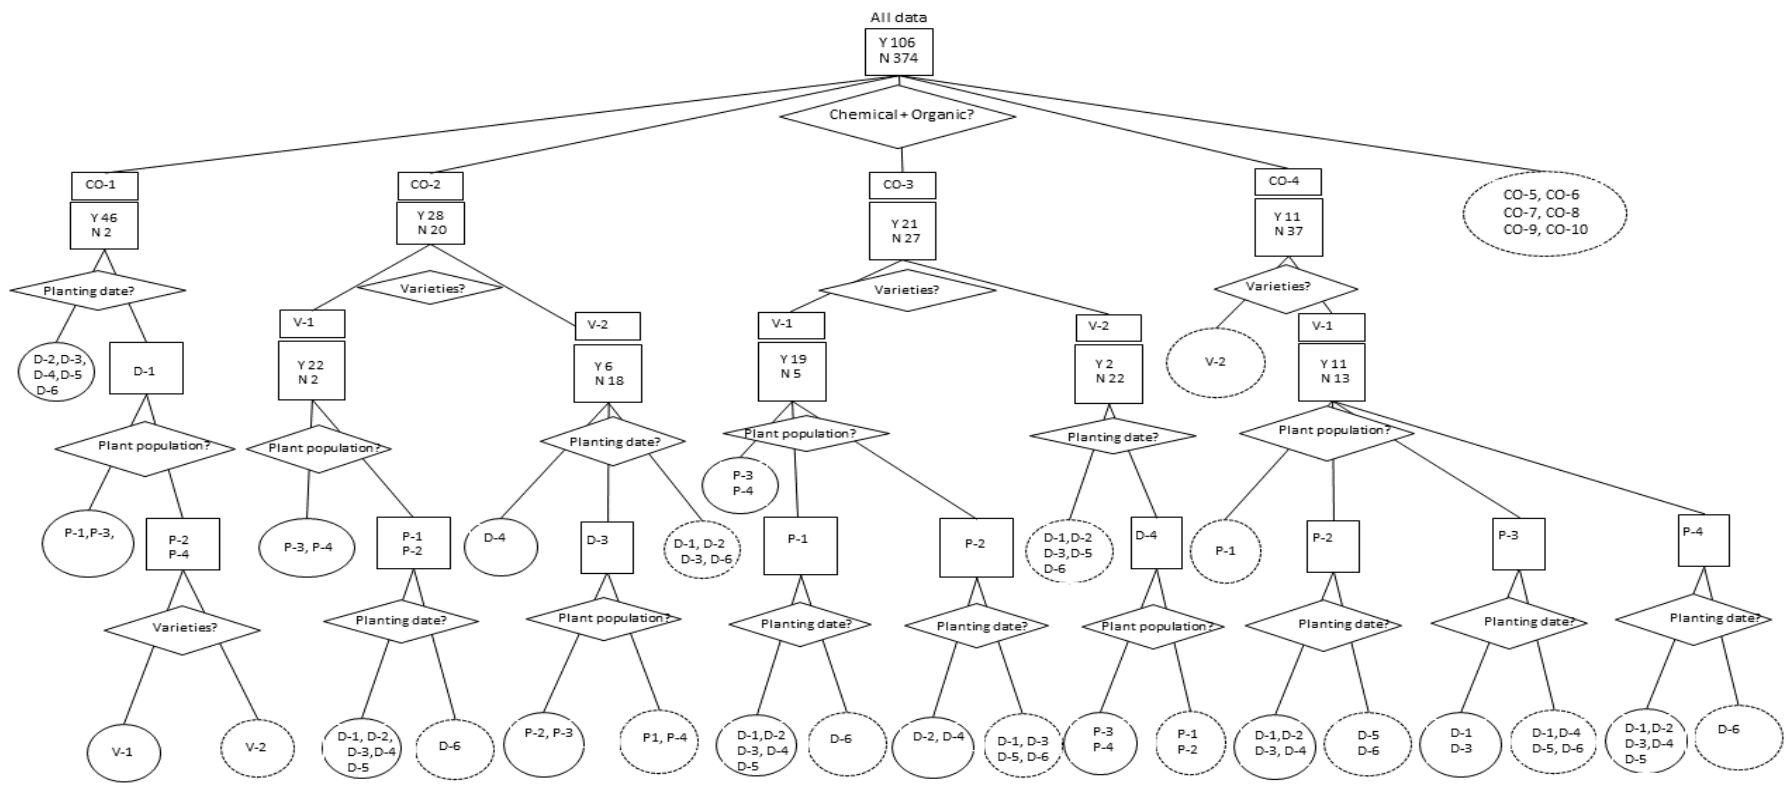 All data
Y 106
N 374
Chemical + Organic?
CO-1
Y 46
N 2
CO-2
Y 28
N 20
CO-3
Y 21
N 27
CO-4
Y 11
N 37
CO-5, CO-6
CO-7, CO-8
CO-9, CO-10
Planting date?
Varieties?
Varieties?
Varieties?
D-2,D-3,
D-4,D-5
D-6
D-1
V-1
Y 22
N 2
V-2
Y 6
N 18
V-1
Y 19
N 5
V-2
Y 2
N 22
V-2
V-1
Y 11
N 13
Plant population?
Plant population?
Planting date?
Plant population?
Planting date?
Plant population?
P-1,P-3,
P-2
P-4
P-3, P-4
P-1
P-2
D-4
D-3
D-1, D-2
D-3, D-6
P-3
P-4
P-1
P-2
D-1,D-2
D-3,D-5
D-6
D-4
P-1
P-2
P-3
P-4
Varieties?
Planting date?
Plant population?
Planting date?
Planting date?
Plant population?
Planting date?
Planting date?
Planting date?
V-1
V-2
D-1, D-2,
D-3,D-4
D-5
D-6
P-2, P-3
P1, P-4
D-1,D-2
D-3, D-4
D-5
D-6
D-2, D-4
D-1, D-3
D-5, D-6
P-3
P-4
P-1
P-2
D-1,D-2
D-3, D-4
D-5
D-6
D-1
D-3
D-1,D-4
D-5, D-6
D-1,D-2
D-3,D-4
D-5
D-6